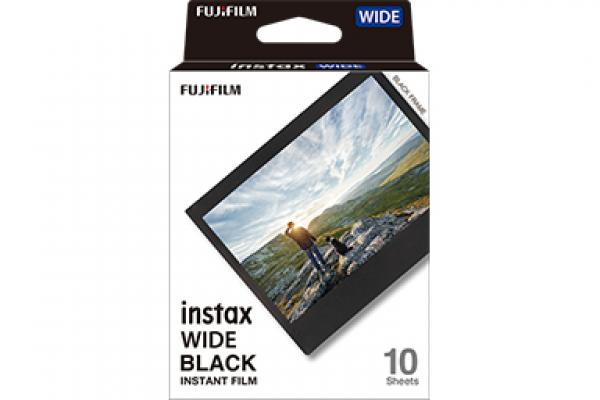 FUJIFILM
WIDE
instax WIDE
FUJIFILM
BLACK FRAME
instax
WIDE
BLACK
INSTANT FILM
10
Sheets